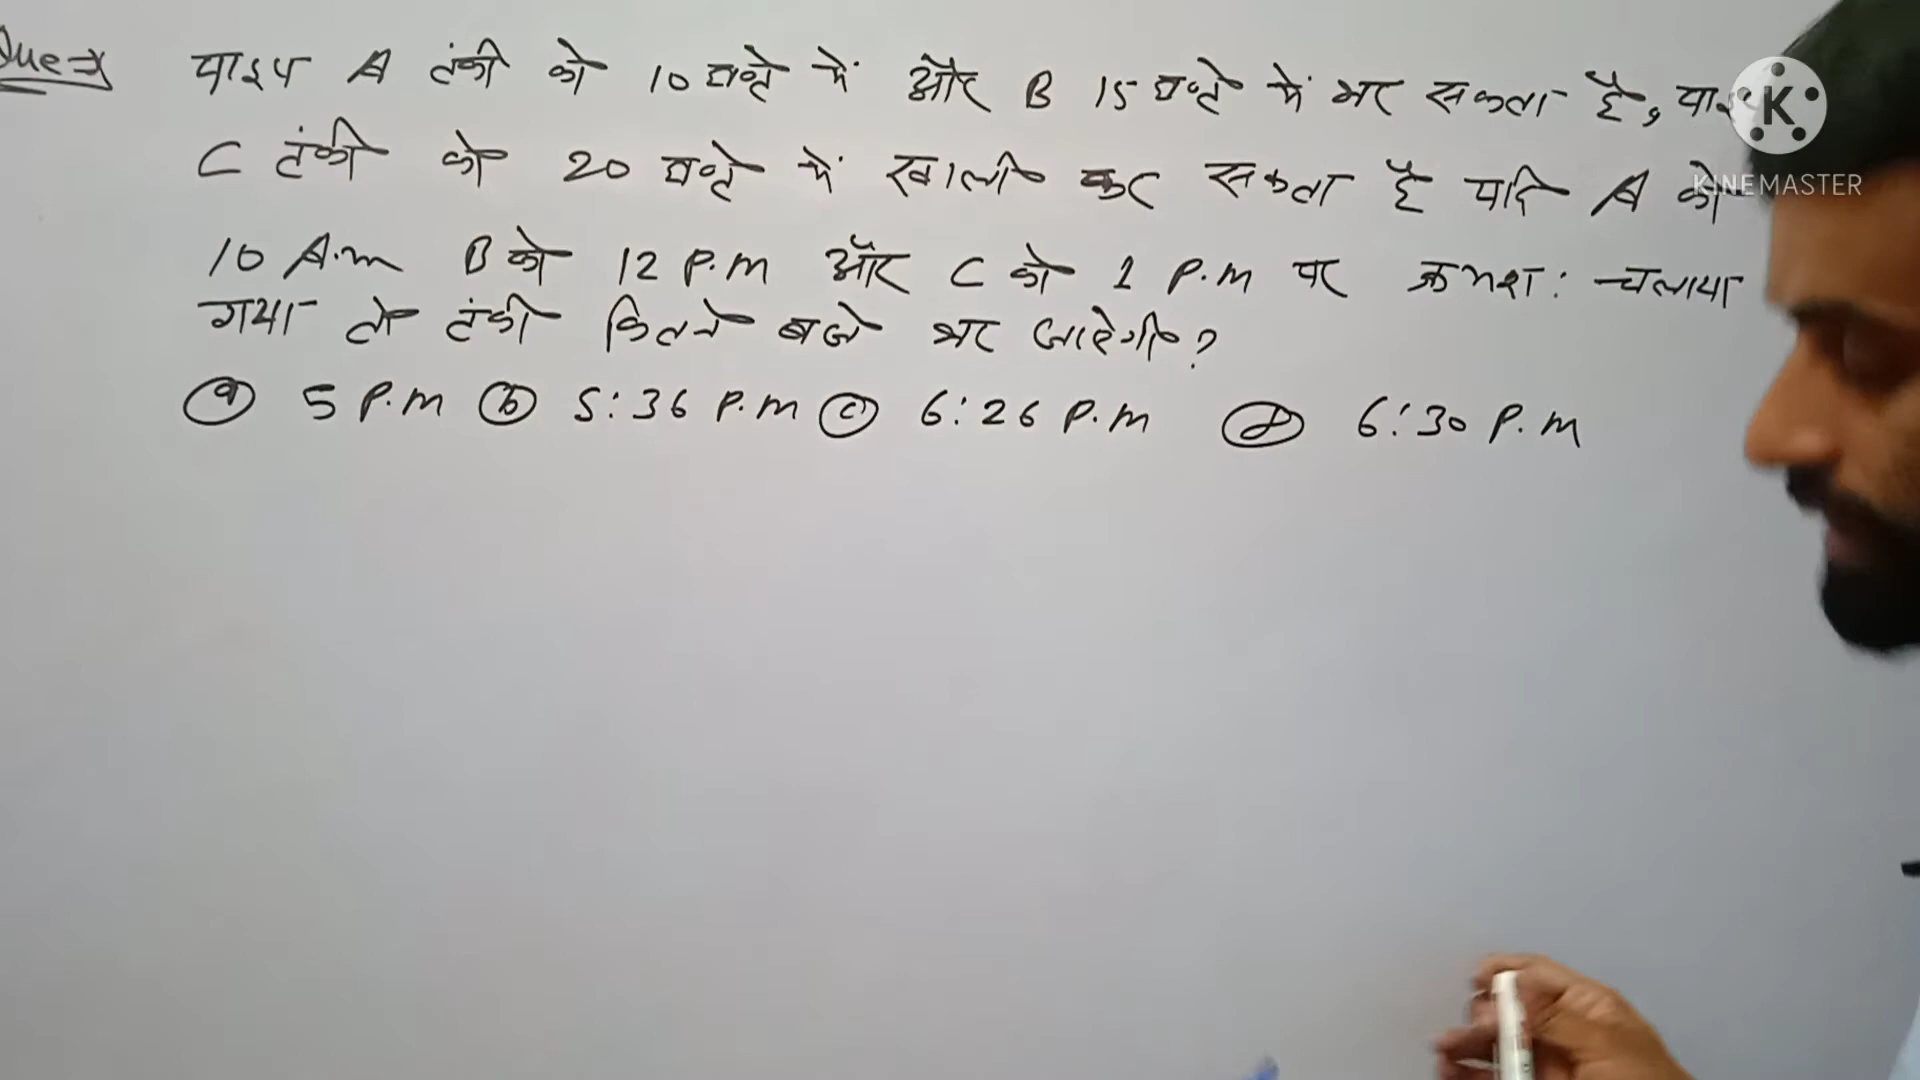 Que⇒ पाइप A टंकी को 10 घण्टे में और B 15 घण्टे में भर सकता है, पाइप
C टंकी को 20 घण्टे में खाली कर सकता है यदि A को
10 A.m B को 12 P.m और C को 1 P.m पर क्रमशः चलाया
गया तो टंकी कितने बजे भर जाऐगी?
(a) 5 P.m (b) 5:36 P.m (c) 6:26 P.m (d) 6:30 P.m
K
KINEMASTER